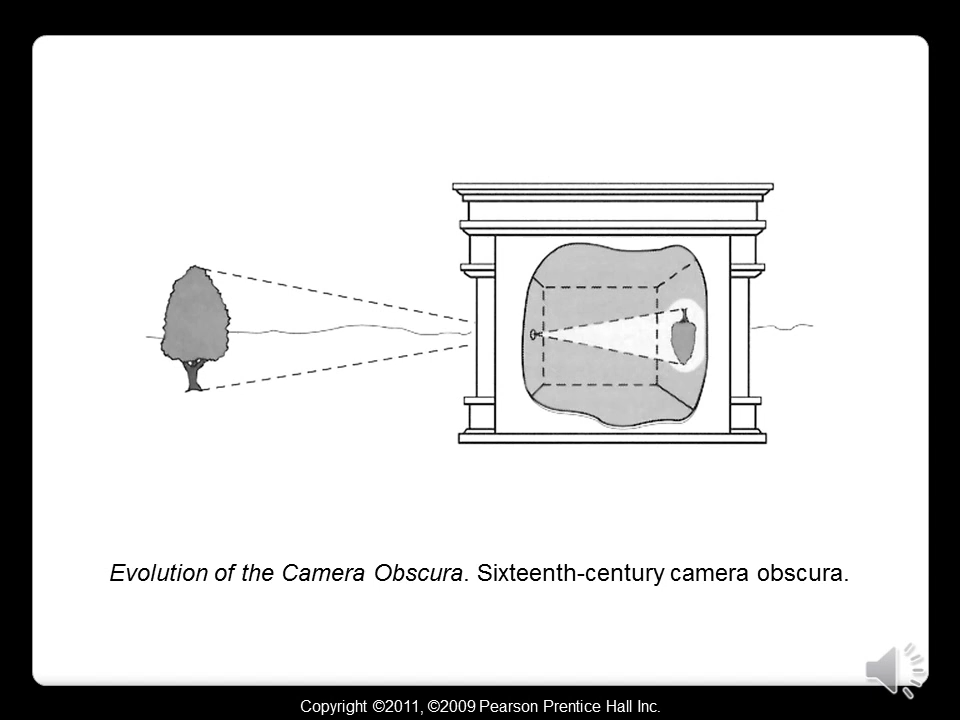 Evolution of the Camera Obscura. Sixteenth-century camera obscura.
Copyright ©2011, ©2009 Pearson Prentice Hall Inc.